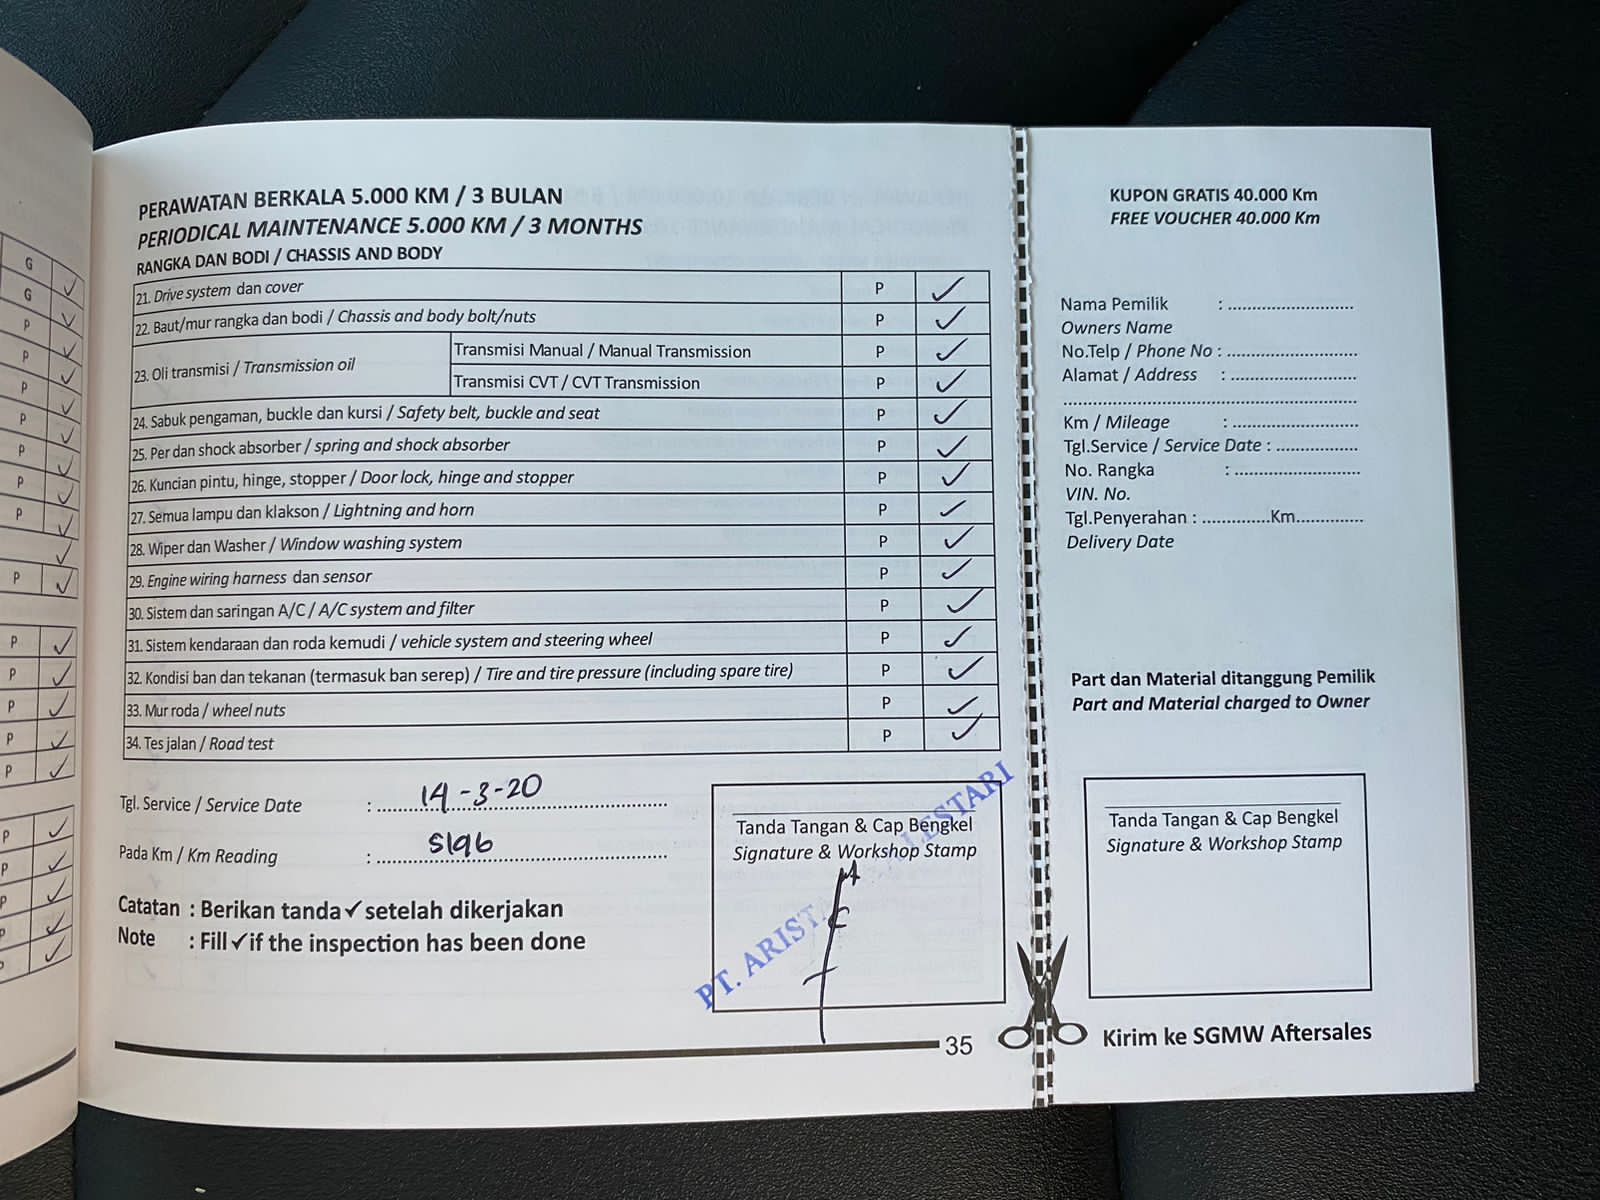 G ✓
G ✓
P ✓
P ✓
P ✓
P ✓
P ✓
P ✓
P ✓
✓
P ✓
P ✓
P ✓
P ✓
P ✓
P ✓
P ✓
P ✓
P ✓
P ✓
✓
PERAWATAN BERKALA 5.000 KM / 3 BULAN
PERIODICAL MAINTENANCE 5.000 KM / 3 MONTHS
RANGKA DAN BODI / CHASSIS AND BODY
21. Drive system dan cover P ✓
22. Baut/mur rangka dan bodi / Chassis and body bolt/nuts P ✓
23. Oli transmisi / Transmission oil
Transmisi Manual / Manual Transmission P ✓
Transmisi CVT / CVT Transmission P ✓
24. Sabuk pengaman, buckle dan kursi / Safety belt, buckle and seat P ✓
25. Per dan shock absorber / spring and shock absorber P ✓
26. Kuncian pintu, hinge, stopper / Door lock, hinge and stopper P ✓
27. Semua lampu dan klakson / Lightning and horn P ✓
28. Wiper dan Washer / Window washing system P ✓
29. Engine wiring harness dan sensor P ✓
30. Sistem dan saringan A/C / A/C system and filter P ✓
31. Sistem kendaraan dan roda kemudi / vehicle system and steering wheel P ✓
32. Kondisi ban dan tekanan (termasuk ban serep) / Tire and tire pressure (including spare tire) P ✓
33. Mur roda / wheel nuts P ✓
34. Tes jalan / Road test P ✓
Tgl. Service / Service Date : 14-3-20
Pada Km / Km Reading : 5196
Catatan : Berikan tanda ✓ setelah dikerjakan
Note : Fill ✓ if the inspection has been done
Tanda Tangan & Cap Bengkel
Signature & Workshop Stamp
PT. ARIST LESTARI
35
KUPON GRATIS 40.000 Km
FREE VOUCHER 40.000 Km
Nama Pemilik : ..........................
Owners Name
No.Telp / Phone No : ...........................
Alamat / Address : ..........................
.............................................................
Km / Mileage : ..........................
Tgl.Service / Service Date : .................
No. Rangka : ..........................
VIN. No.
Tgl.Penyerahan : ..............Km..............
Delivery Date
Part dan Material ditanggung Pemilik
Part and Material charged to Owner
Tanda Tangan & Cap Bengkel
Signature & Workshop Stamp
Kirim ke SGMW Aftersales